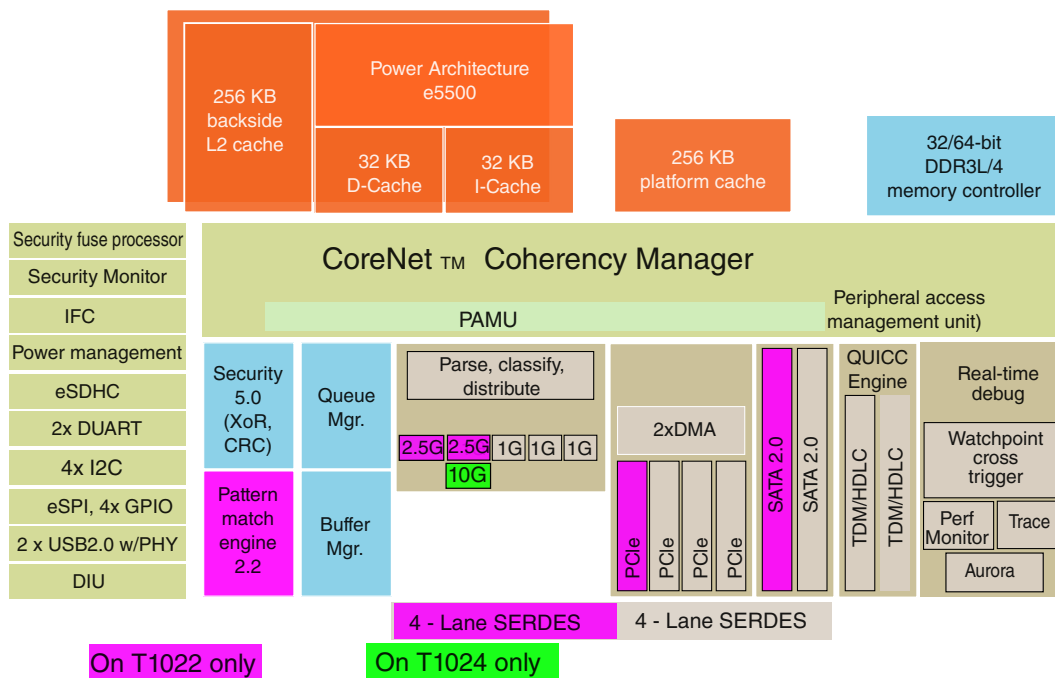 256 KB
backside
L2 cache
Power Architecture
e5500
32 KB
D-Cache
32 KB
I-Cache
256 KB
platform cache
32/64-bit
DDR3L/4
memory controller
Security fuse processor
Security Monitor
IFC
Power management
eSDHC
2x DUART
4x I2C
eSPI, 4x GPIO
2 x USB2.0 w/PHY
DIU
CoreNet TM Coherency Manager
PAMU
Peripheral access
management unit)
Security
5.0
(XoR,
CRC)
Pattern
match
engine
2.2
Queue
Mgr.
Buffer
Mgr.
Parse, classify,
distribute
2.5G 2.5G 1G 1G 1G
10G
2xDMA
PCIe
PCIe
PCIe
PCIe
SATA 2.0
SATA 2.0
QUICC
Engine
TDM/HDLC
TDM/HDLC
Real-time
debug
Watchpoint
cross
trigger
Perf
Monitor
Trace
Aurora
4 - Lane SERDES
4 - Lane SERDES
On T1022 only
On T1024 only